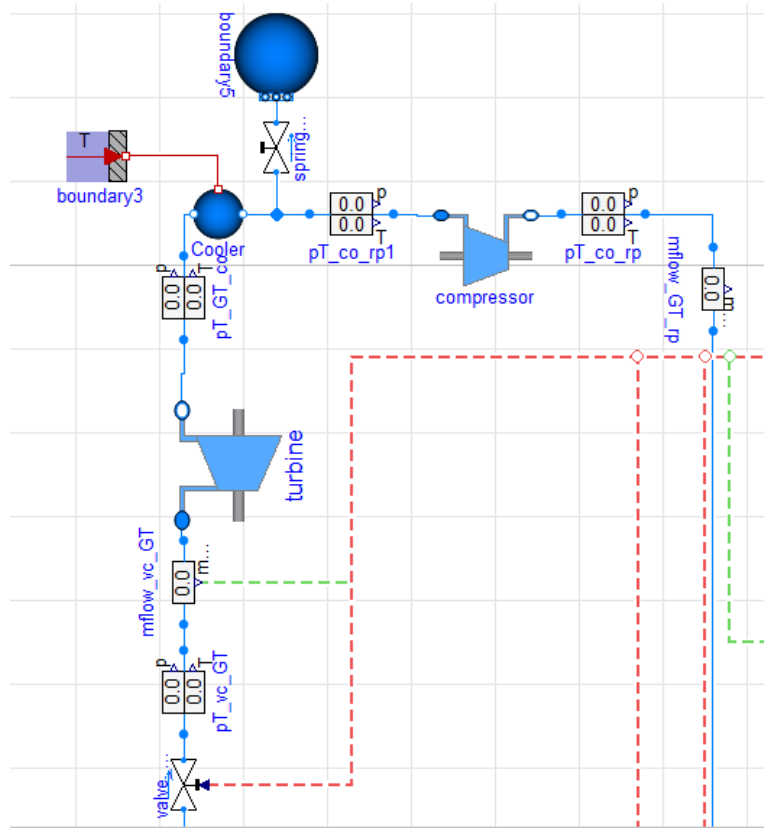 boundary5
T
boundary3
spring...
Cooler
0.0
0.0
p
T
pT_co_rp1
compressor
0.0
0.0
p
T
pT_co_rp
mflow_GT_rp
0.0
m...
p
T
0.0
0.0
pT_GT_co
turbine
mflow_vc_GT
0.0
m...
p
T
0.0
0.0
pT_vc_GT
valve...